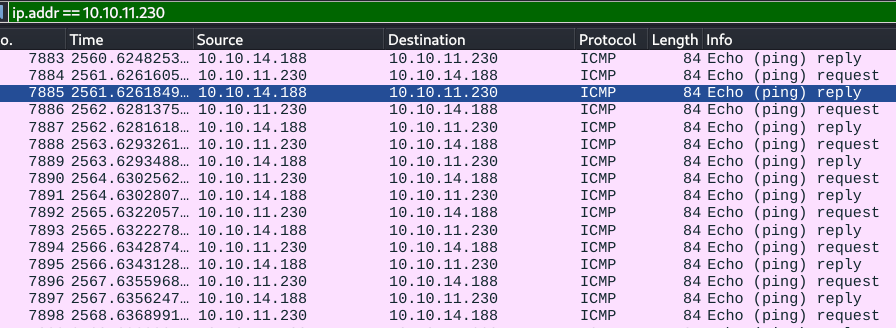 ip.addr == 10.10.11.230
o. Time Source Destination Protocol Length Info
7883 2560.6248253… 10.10.14.188 10.10.11.230 ICMP 84 Echo (ping) reply
7884 2561.6261605… 10.10.11.230 10.10.14.188 ICMP 84 Echo (ping) request
7885 2561.6261849… 10.10.14.188 10.10.11.230 ICMP 84 Echo (ping) reply
7886 2562.6281375… 10.10.11.230 10.10.14.188 ICMP 84 Echo (ping) request
7887 2562.6281618… 10.10.14.188 10.10.11.230 ICMP 84 Echo (ping) reply
7888 2563.6293261… 10.10.11.230 10.10.14.188 ICMP 84 Echo (ping) request
7889 2563.6293488… 10.10.14.188 10.10.11.230 ICMP 84 Echo (ping) reply
7890 2564.6302562… 10.10.11.230 10.10.14.188 ICMP 84 Echo (ping) request
7891 2564.6302807… 10.10.14.188 10.10.11.230 ICMP 84 Echo (ping) reply
7892 2565.6322057… 10.10.11.230 10.10.14.188 ICMP 84 Echo (ping) request
7893 2565.6322278… 10.10.14.188 10.10.11.230 ICMP 84 Echo (ping) reply
7894 2566.6342874… 10.10.11.230 10.10.14.188 ICMP 84 Echo (ping) request
7895 2566.6343128… 10.10.14.188 10.10.11.230 ICMP 84 Echo (ping) reply
7896 2567.6355968… 10.10.11.230 10.10.14.188 ICMP 84 Echo (ping) request
7897 2567.6356247… 10.10.14.188 10.10.11.230 ICMP 84 Echo (ping) reply
7898 2568.6368991… 10.10.11.230 10.10.14.188 ICMP 84 Echo (ping) request